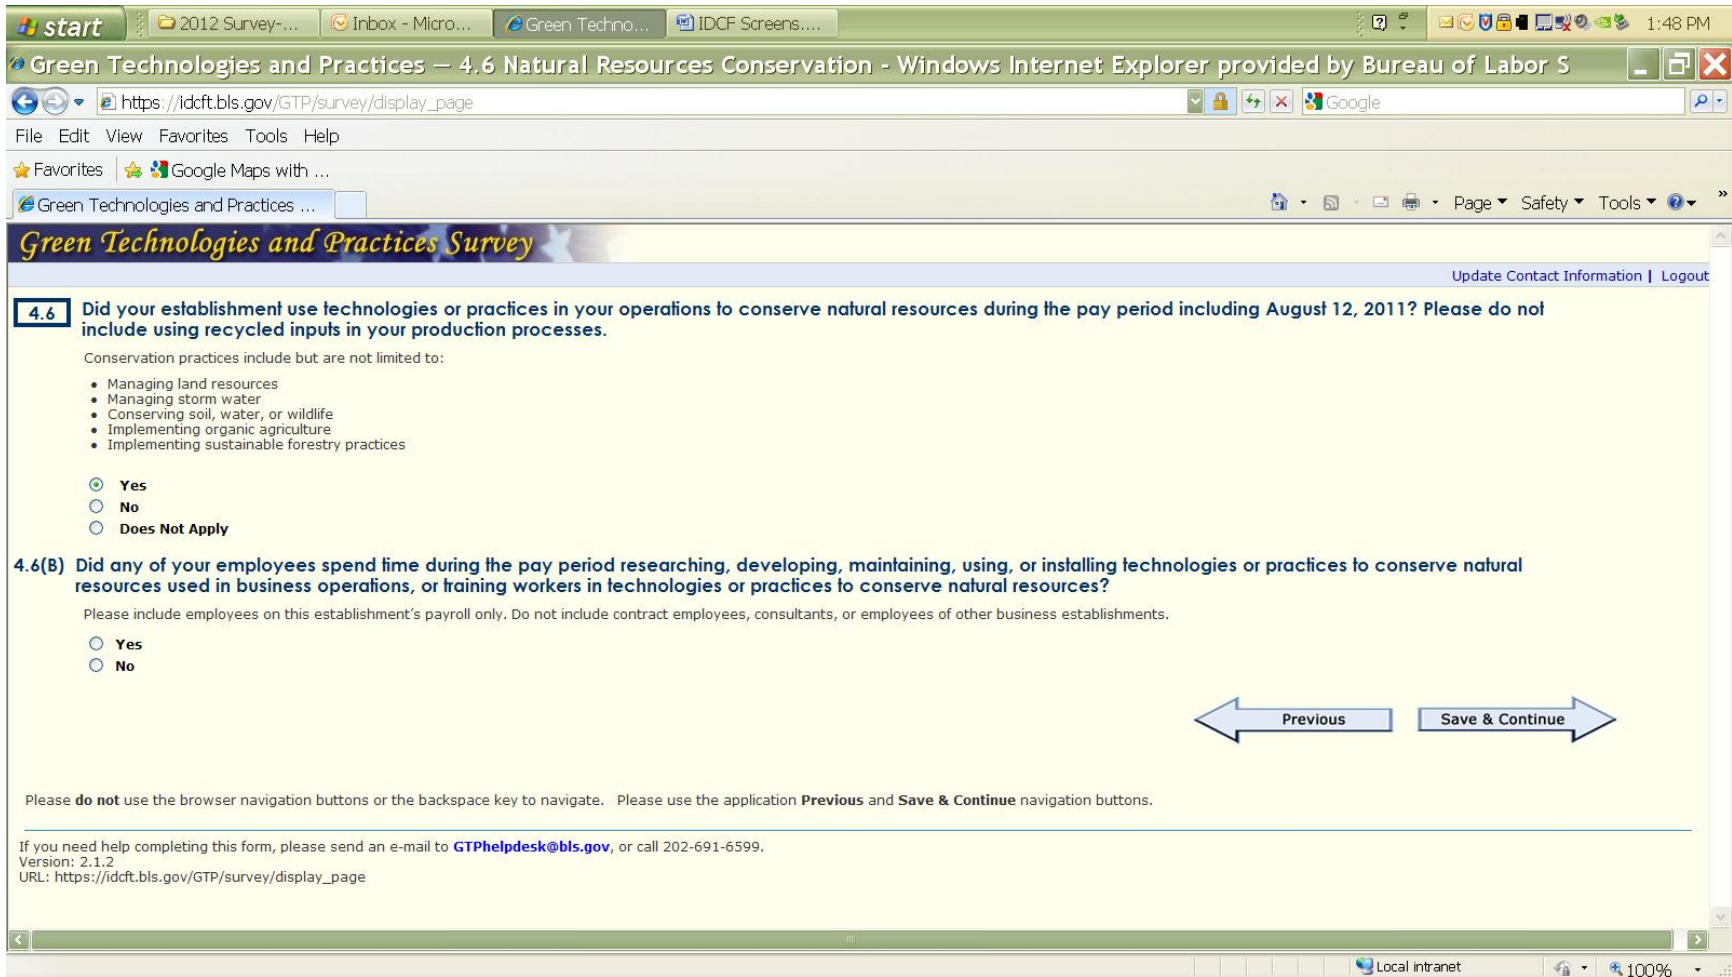 start
2012 Survey-...
Inbox - Micro...
Green Techno...
IDCF Screens....
1:48 PM
Green Technologies and Practices — 4.6 Natural Resources Conservation - Windows Internet Explorer provided by Bureau of Labor S
https://idcft.bls.gov/GTP/survey/display_page
Google
File Edit View Favorites Tools Help
Favorites
Google Maps with ...
Green Technologies and Practices ...
Page
Safety
Tools
»
Green Technologies and Practices Survey
Update Contact Information | Logout
4.6 Did your establishment use technologies or practices in your operations to conserve natural resources during the pay period including August 12, 2011? Please do not
include using recycled inputs in your production processes.
Conservation practices include but are not limited to:
• Managing land resources
• Managing storm water
• Conserving soil, water, or wildlife
• Implementing organic agriculture
• Implementing sustainable forestry practices
Yes
No
Does Not Apply
4.6(B) Did any of your employees spend time during the pay period researching, developing, maintaining, using, or installing technologies or practices to conserve natural
resources used in business operations, or training workers in technologies or practices to conserve natural resources?
Please include employees on this establishment's payroll only. Do not include contract employees, consultants, or employees of other business establishments.
Yes
No
Previous
Save & Continue
Please do not use the browser navigation buttons or the backspace key to navigate. Please use the application Previous and Save & Continue navigation buttons.
If you need help completing this form, please send an e-mail to GTPhelpdesk@bls.gov, or call 202-691-6599.
Version: 2.1.2
URL: https://idcft.bls.gov/GTP/survey/display_page
Local intranet
100%